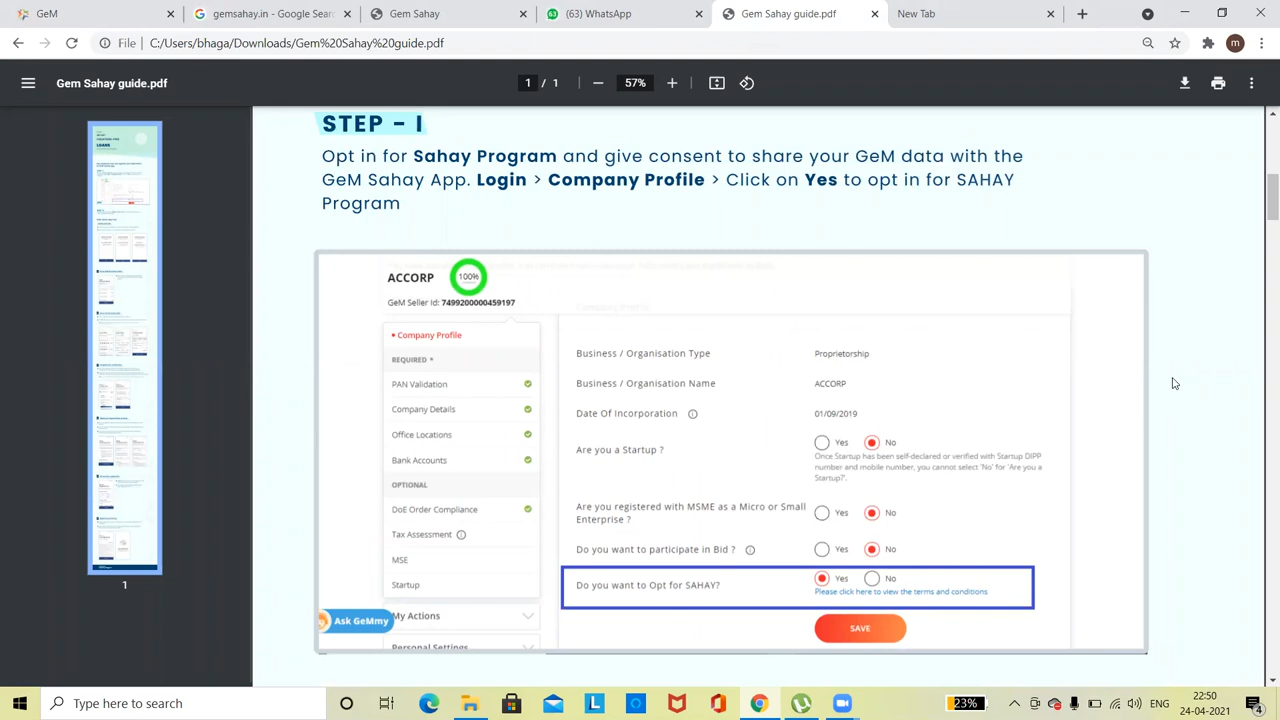 GeM
gemsahay.in - Google
(63) WhatsApp
Gem Sahay guide.pdf
New Tab
File
C:/Users/bhaga/Downloads/Gem%20Sahay%20guide.pdf
m
Gem Sahay guide.pdf
1 / 1
57%
1
STEP - I
Opt in for Sahay Program and give consent to share your GeM data with the
GeM Sahay App. Login > Company Profile > Click on Yes to opt in for SAHAY
Program
ACCORP
100%
GeM Seller Id: 7499200000459197
Company Profile
REQUIRED *
PAN Validation
Company Details
Office Locations
Bank Accounts
OPTIONAL
DoE Order Compliance
Tax Assessment
MSE
Startup
My Actions
Personal Settings
Ask GeMmy
Business / Organisation Type
Proprietorship
Business / Organisation Name
ACCORP
Date Of Incorporation
/09/2019
Are you a Startup ?
Yes No
Once Startup has been self-declared or verified with Startup DIPP
number and mobile number, you cannot select 'No' for 'Are you a
Startup?'.
Are you registered with MSME as a Micro or Small
Enterprise
Yes No
Do you want to participate in Bid ?
Yes No
Do you want to Opt for SAHAY?
Yes No
Please click here to view the terms and conditions
SAVE
Type here to search
23%
ENG
22:50
24-04-2021
4